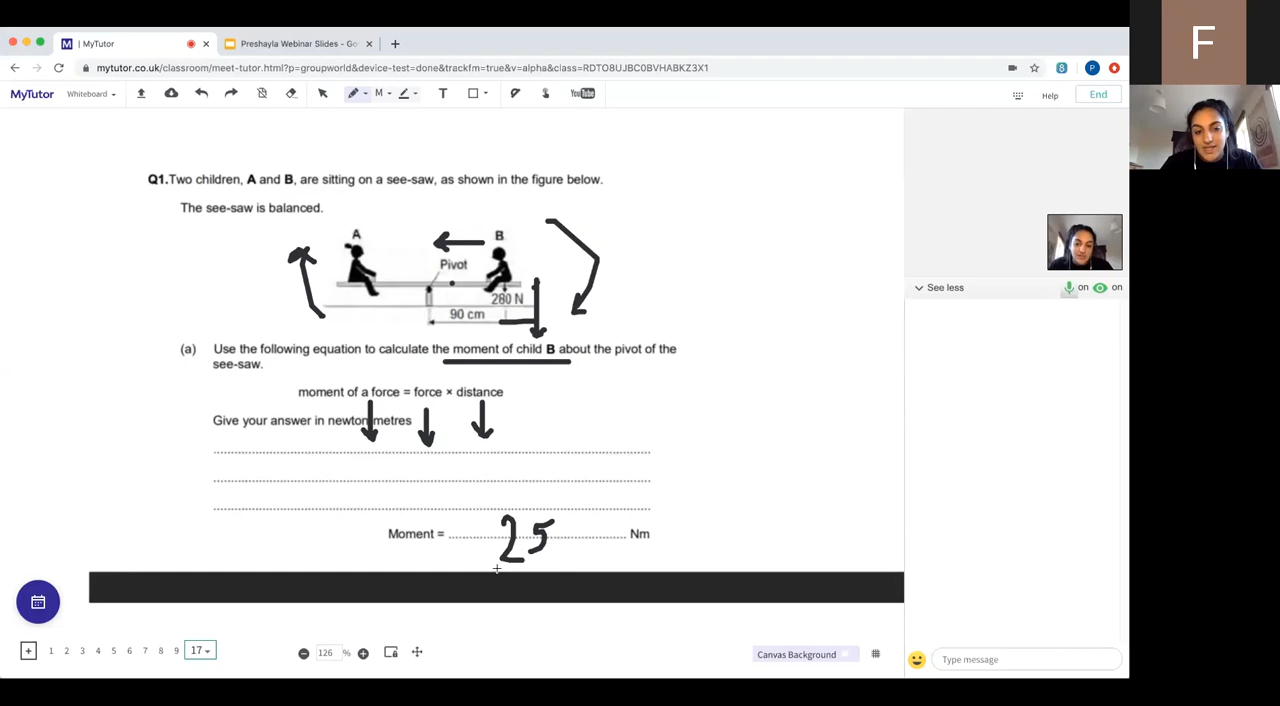 M | MyTutor
Preshayla Webinar Slides - Go
mytutor.co.uk/classroom/meet-tutor.html?p=groupworld&device-test=done&trackfm=true&v=alpha&class=RDTO8UJBC0BVHABKZ3X1
8
P
F
MyTutor
Whiteboard
M
T
YouTube
Help
End
Q1.Two children, A and B, are sitting on a see-saw, as shown in the figure below.
The see-saw is balanced.
A
B
Pivot
280 N
90 cm
See less
on
on
(a) Use the following equation to calculate the moment of child B about the pivot of the
see-saw.
moment of a force = force × distance
Give your answer in newton metres
Moment = 25 Nm
1 2 3 4 5 6 7 8 9 17
126 %
Canvas Background
Type message